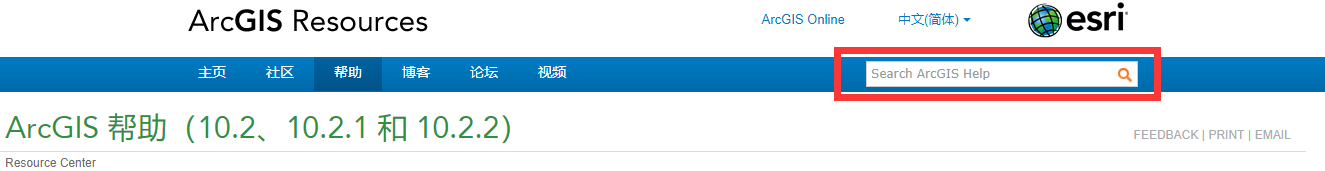 ArcGIS Resources
ArcGIS Online 中文(简体)
esri
主页 社区 帮助 博客 论坛 视频
Search ArcGIS Help
ArcGIS 帮助（10.2、10.2.1 和 10.2.2）
FEEDBACK | PRINT | EMAIL
Resource Center